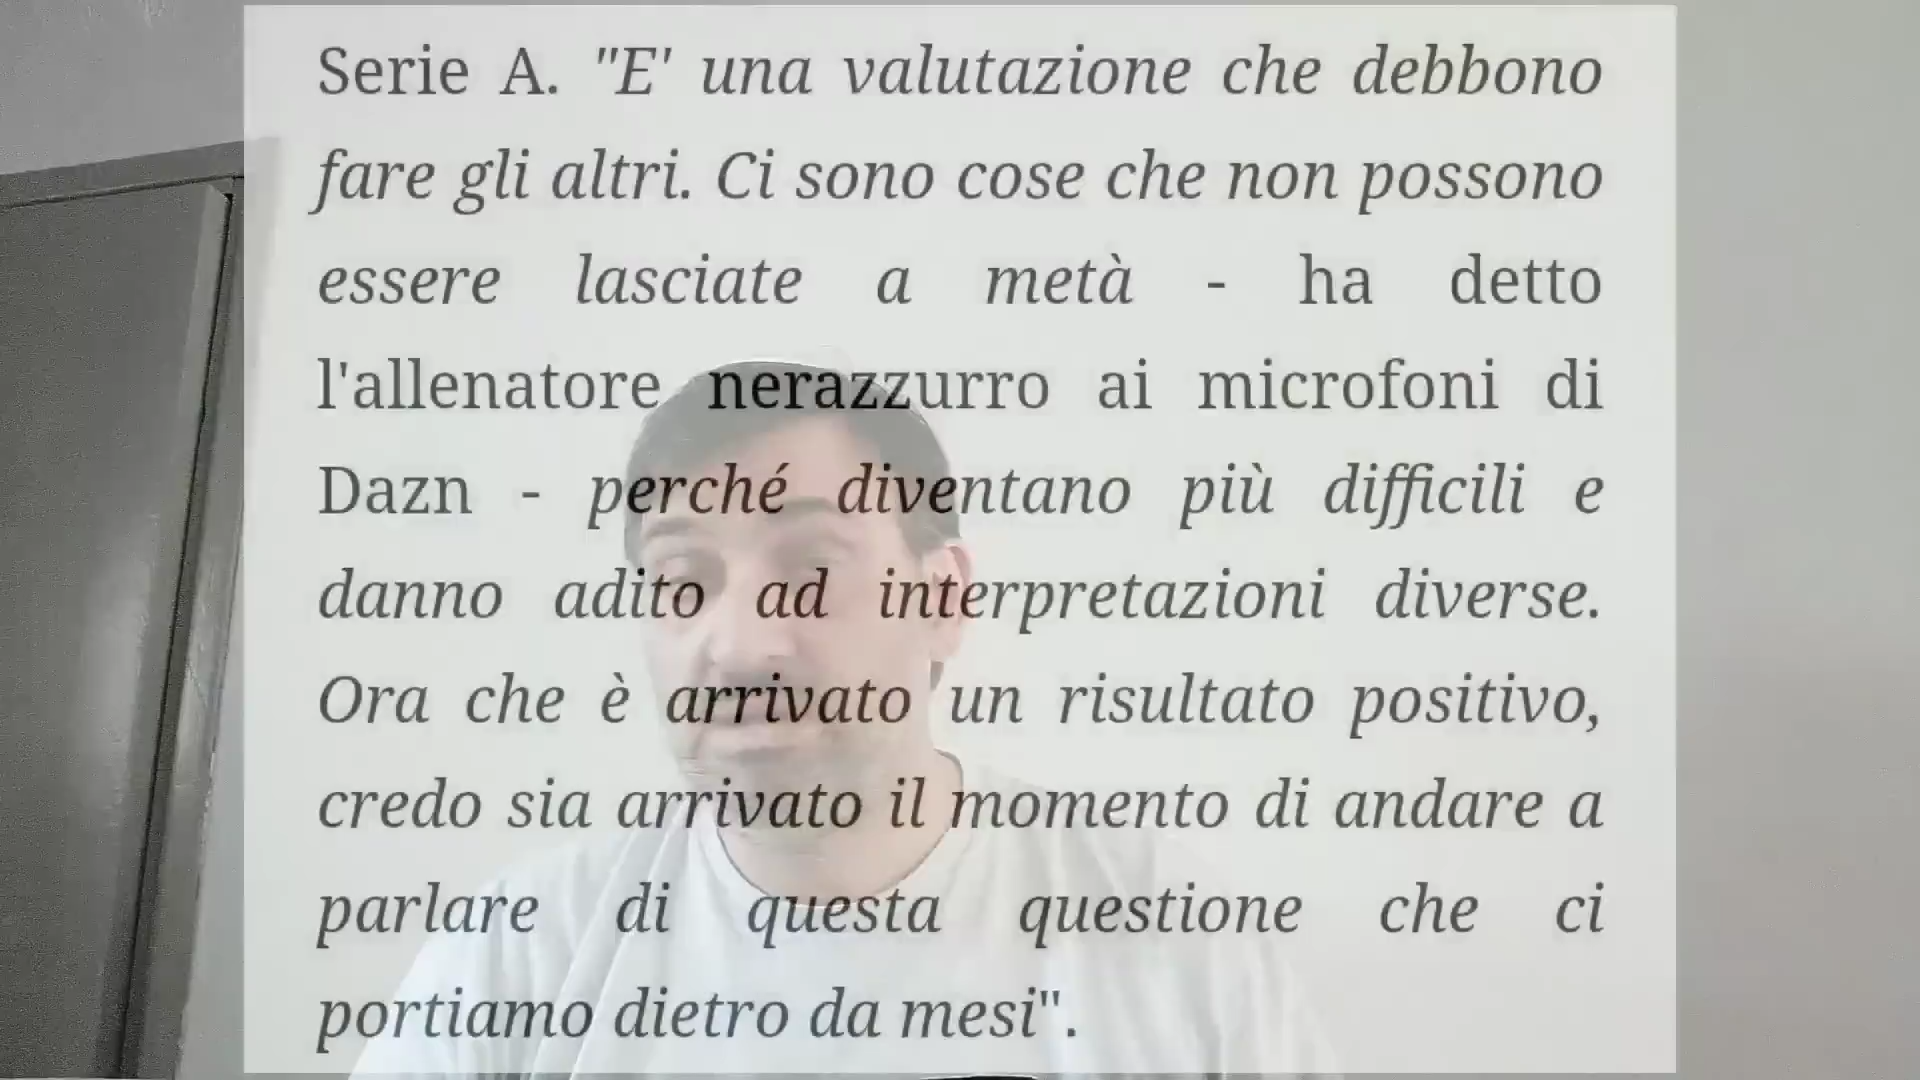 Serie A. "E' una valutazione che debbono
fare gli altri. Ci sono cose che non possono
essere lasciate a metà - ha detto
l'allenatore nerazzurro ai microfoni di
Dazn - perché diventano più difficili e
danno adito ad interpretazioni diverse.
Ora che è arrivato un risultato positivo,
credo sia arrivato il momento di andare a
parlare di questa questione che ci
portiamo dietro da mesi".